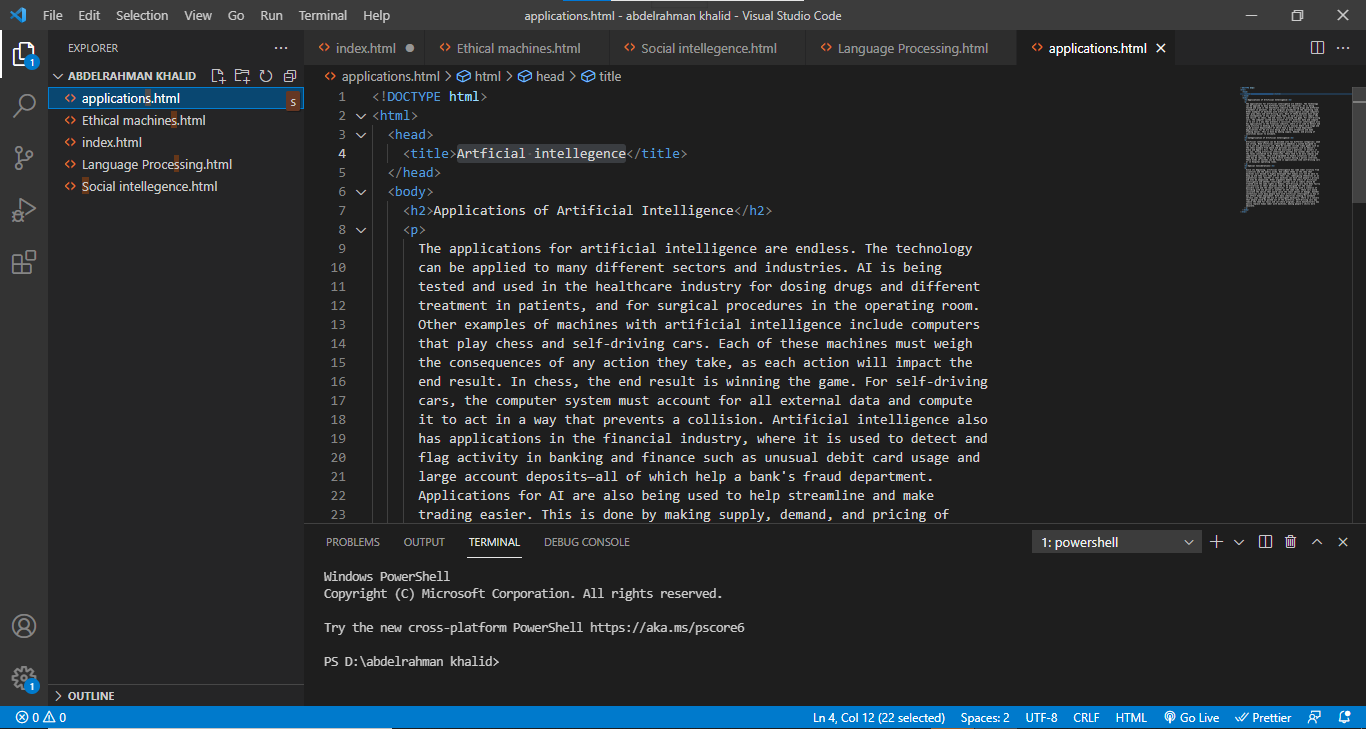 File Edit Selection View Go Run Terminal Help
applications.html - abdelrahman khalid - Visual Studio Code
EXPLORER
ABDELRAHMAN KHALID
applications.html
s
Ethical machines.html
index.html
Language Processing.html
Social intellegence.html
OUTLINE
1
1
index.html Ethical machines.html Social intellegence.html Language Processing.html applications.html
applications.html > html > head > title
1 <!DOCTYPE html>
2 <html>
3 <head>
4 <title>Artficial·intellegence</title>
5 </head>
6 <body>
7 <h2>Applications of Artificial Intelligence</h2>
8 <p>
9 The applications for artificial intelligence are endless. The technology
10 can be applied to many different sectors and industries. AI is being
11 tested and used in the healthcare industry for dosing drugs and different
12 treatment in patients, and for surgical procedures in the operating room.
13 Other examples of machines with artificial intelligence include computers
14 that play chess and self-driving cars. Each of these machines must weigh
15 the consequences of any action they take, as each action will impact the
16 end result. In chess, the end result is winning the game. For self-driving
17 cars, the computer system must account for all external data and compute
18 it to act in a way that prevents a collision. Artificial intelligence also
19 has applications in the financial industry, where it is used to detect and
20 flag activity in banking and finance such as unusual debit card usage and
21 large account deposits—all of which help a bank's fraud department.
22 Applications for AI are also being used to help streamline and make
23 trading easier. This is done by making supply, demand, and pricing of
PROBLEMS OUTPUT TERMINAL DEBUG CONSOLE
1: powershell
Windows PowerShell
Copyright (C) Microsoft Corporation. All rights reserved.
Try the new cross-platform PowerShell https://aka.ms/pscore6
PS D:\abdelrahman khalid>
0 0
Ln 4, Col 12 (22 selected) Spaces: 2 UTF-8 CRLF HTML Go Live Prettier